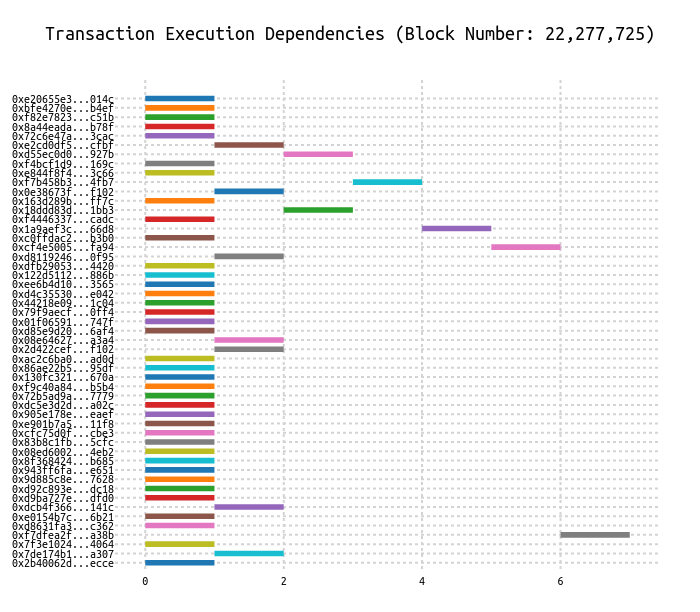 Transaction Execution Dependencies (Block Number: 22,277,725)
0xe20655e3...014c
0xbfe4270e...b4ef
0xf82e7823...c51b
0x8a44eada...b78f
0x72c6e47a...3cac
0xe2cd0df5...cfbf
0xd55ec0d0...927b
0xf4bcf1d9...169c
0xe844f8f4...3c66
0xf7b458b3...4fb7
0x0e38673f...f102
0x163d289b...ff7c
0x18ddd83d...1bb3
0xf4446337...cadc
0x1a9aef3c...66d8
0xc0ffdac2...b3b0
0xcf4e5005...fa94
0xd8119246...0f95
0xdfb29053...4420
0x122d5112...886b
0xee6b4d10...3565
0xd4c35530...e042
0x44218e09...1c04
0x79f9aecf...0ff4
0x01f06591...747f
0xd85e9d20...6af4
0x08e64627...a3a4
0x2d422cef...f102
0xac2c6ba0...ad0d
0x86ae22b5...95df
0x130fc321...670a
0xf9c40a84...b5b4
0x72b5ad9a...7779
0xdc5e3d2d...a02c
0x905e178e...eaef
0xe901b7a5...11f8
0xcfc75d0f...cbe3
0x83b8c1fb...5cfc
0x08ed6002...4eb2
0x8f368424...b685
0x943ff6fa...e651
0x9d885c8e...7628
0xd92c893e...dc18
0xd9ba727e...dfd0
0xdcb4f366...141c
0xe0154b7c...6b21
0xd8631fa3...c362
0xf7dfea2f...a38b
0x7f3e1024...4064
0x7de174b1...a307
0x2b40062d...ecce
0 2 4 6